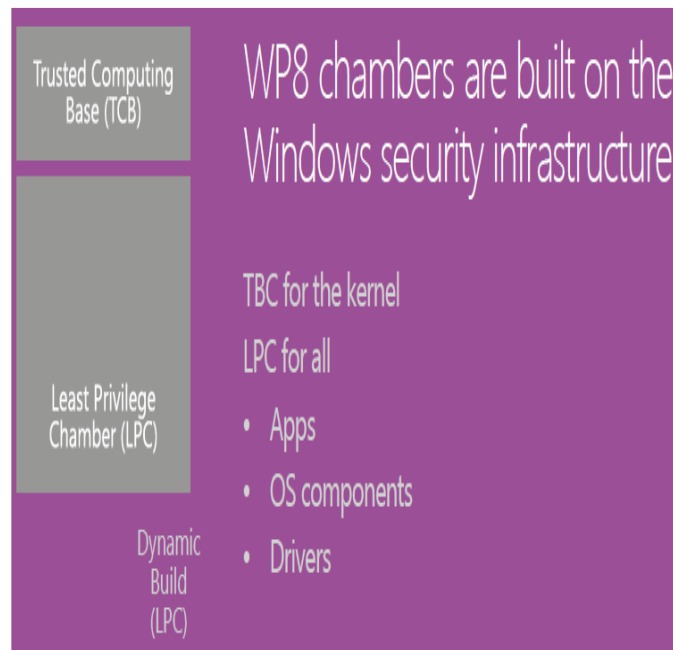 Trusted Computing
Base (TCB)
Least Privilege
Chamber (LPC)
Dynamic
Build
(LPC)
WP8 chambers are built on the
Windows security infrastructure
TBC for the kernel
LPC for all
• Apps
• OS components
• Drivers